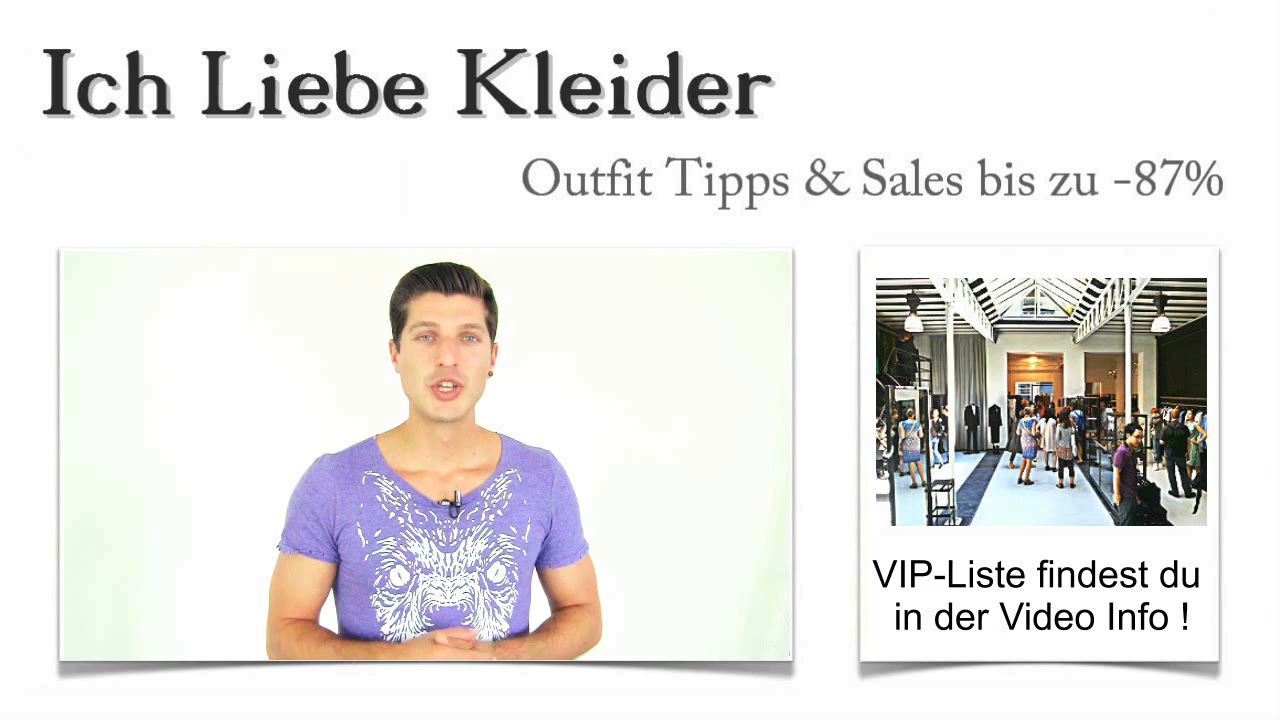 Ich Liebe Kleider
Outfit Tipps & Sales bis zu -87%
VIP-Liste findest du
in der Video Info !